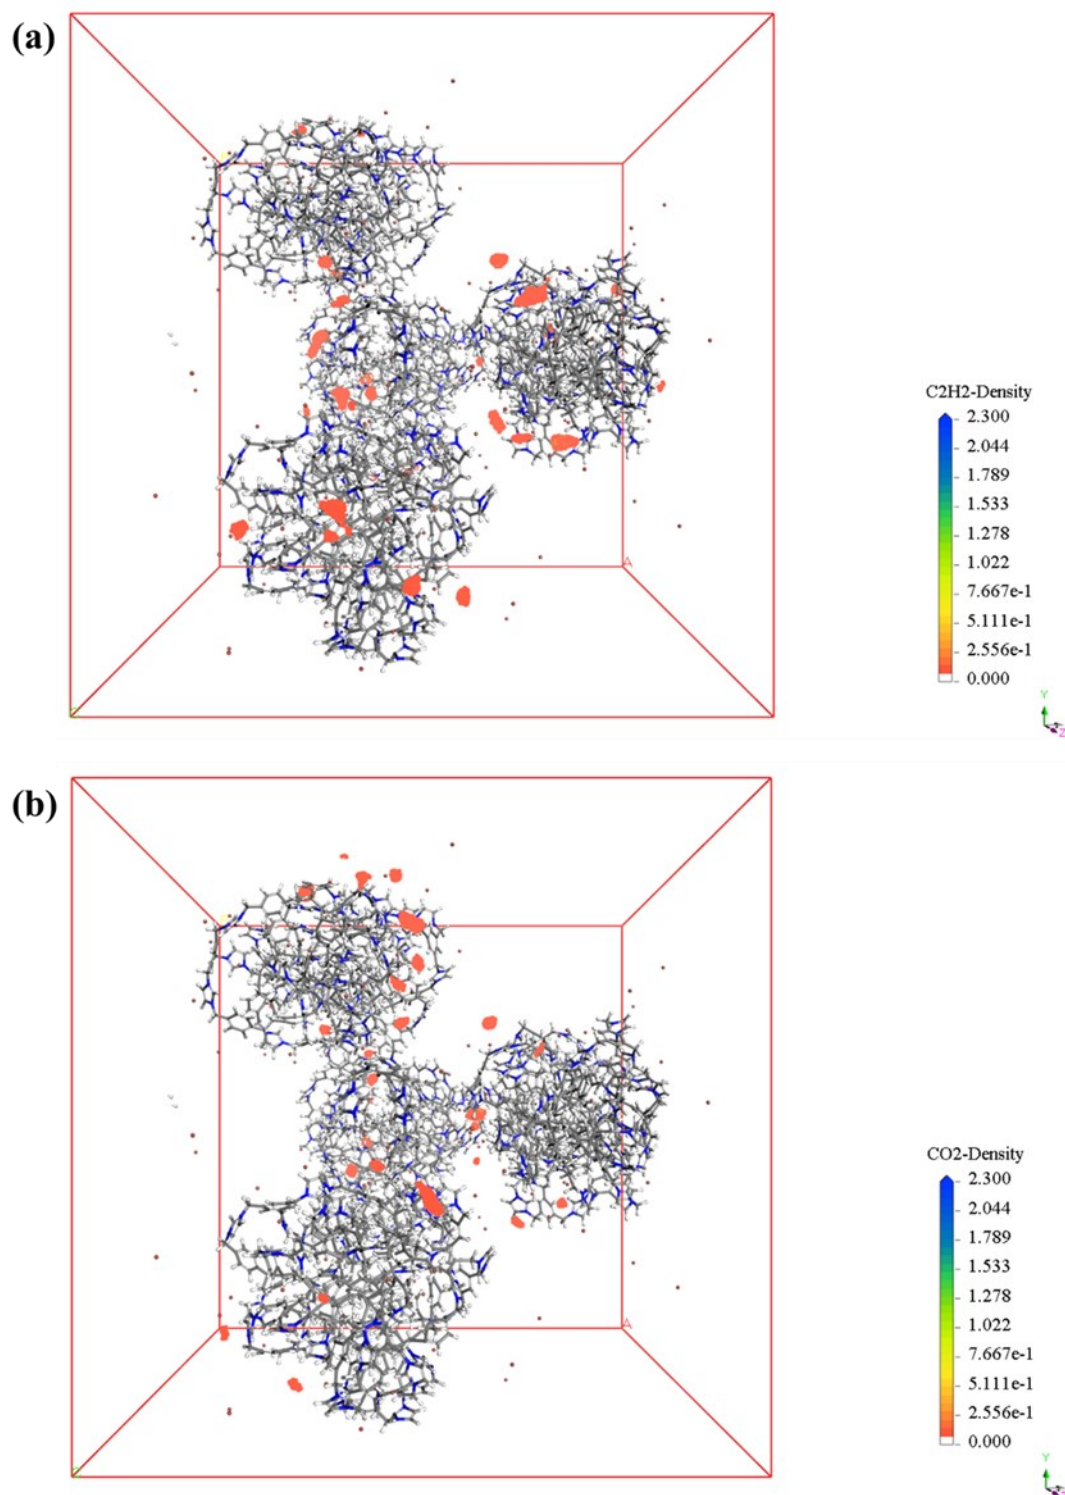 (a)
C2H2-Density
2.300
2.044
1.789
1.533
1.278
1.022
7.667e-1
5.111e-1
2.556e-1
0.000
A
Y
Z
(b)
CO2-Density
2.300
2.044
1.789
1.533
1.278
1.022
7.667e-1
5.111e-1
2.556e-1
0.000
A
Y